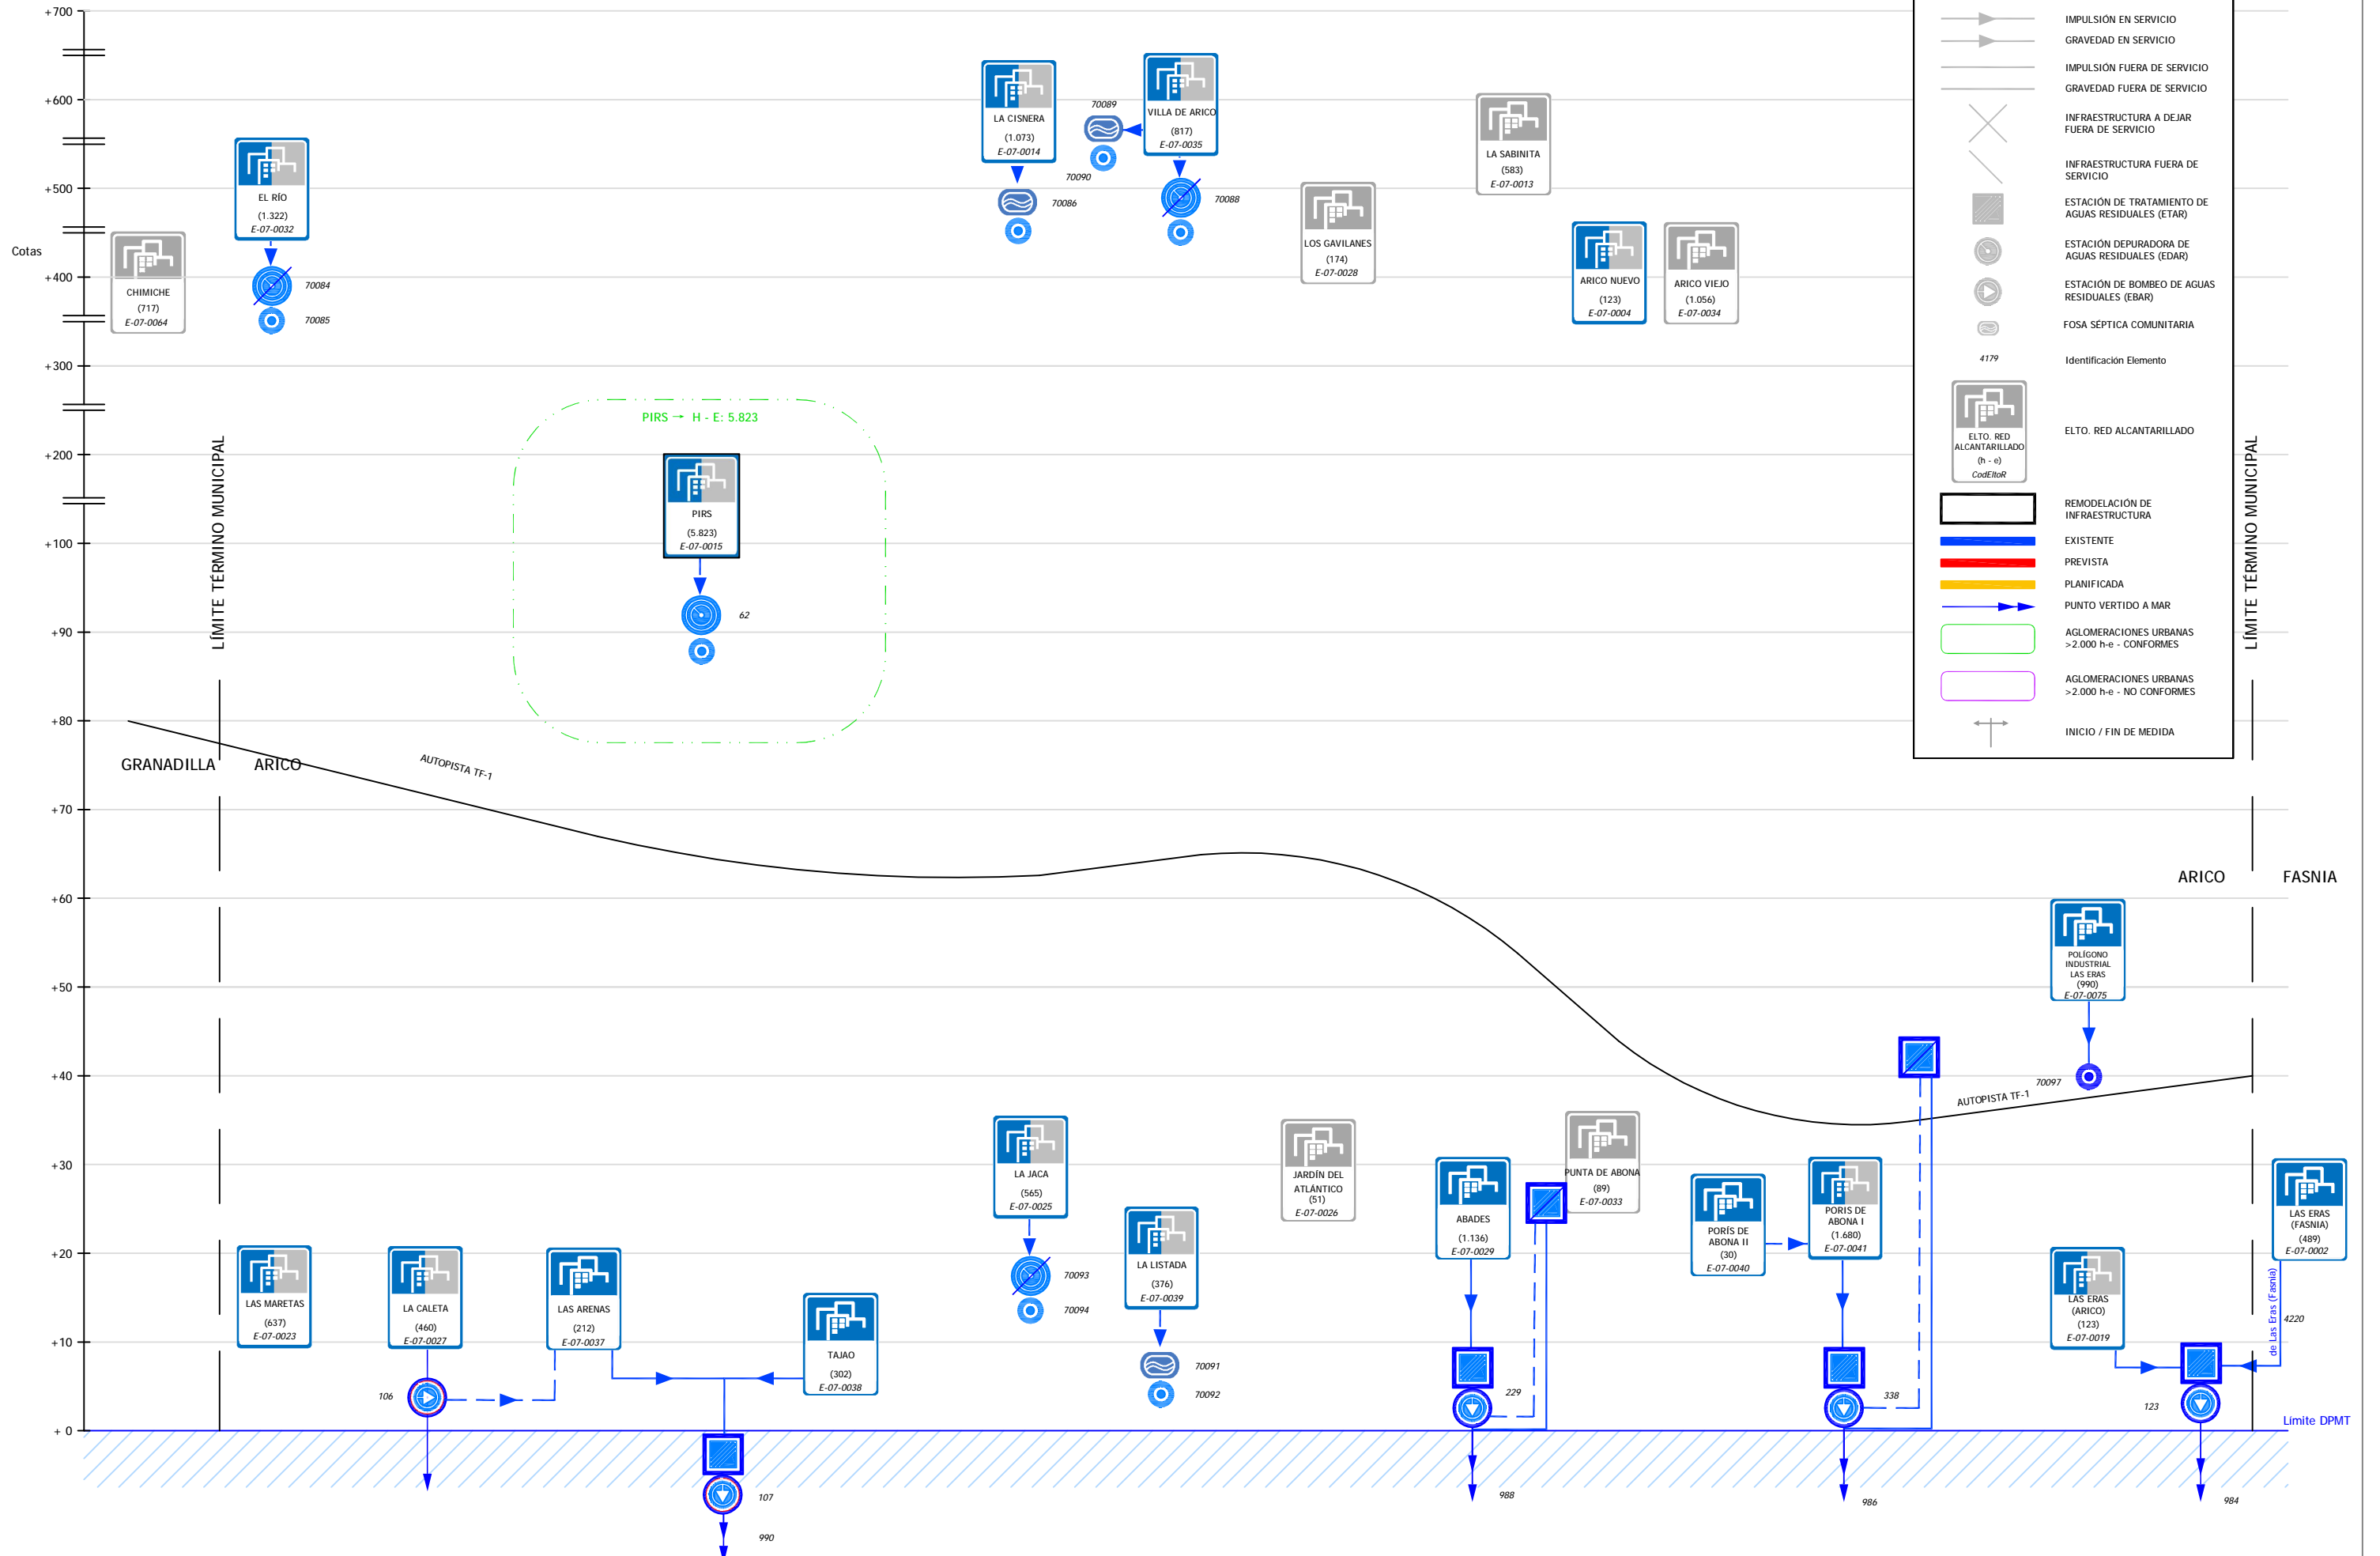 +700
+600
+500
Cotas
+400
+300
+200
+100
+90
+80
+70
+60
+50
+40
+30
+20
+10
+ 0
LÍMITE TÉRMINO MUNICIPAL
GRANADILLA
ARICO
AUTOPISTA TF-1
CHIMICHE
(717)
E-07-0064
EL RÍO
(1.322)
E-07-0032
70084
70085
LA CISNERA
(1.073)
E-07-0014
70086
70089
70090
VILLA DE ARICO
(817)
E-07-0035
70088
LOS GAVILANES
(174)
E-07-0028
LA SABINITA
(583)
E-07-0013
ARICO NUEVO
(123)
E-07-0004
ARICO VIEJO
(1.056)
E-07-0034
PIRS → H - E: 5.823
PIRS
(5.823)
E-07-0015
62
IMPULSIÓN EN SERVICIO
GRAVEDAD EN SERVICIO
IMPULSIÓN FUERA DE SERVICIO
GRAVEDAD FUERA DE SERVICIO
INFRAESTRUCTURA A DEJAR
FUERA DE SERVICIO
INFRAESTRUCTURA FUERA DE
SERVICIO
ESTACIÓN DE TRATAMIENTO DE
AGUAS RESIDUALES (ETAR)
ESTACIÓN DEPURADORA DE
AGUAS RESIDUALES (EDAR)
ESTACIÓN DE BOMBEO DE AGUAS
RESIDUALES (EBAR)
FOSA SÉPTICA COMUNITARIA
4179
Identificación Elemento
ELTO. RED
ALCANTARILLADO
(h - e)
CodEltoR
ELTO. RED ALCANTARILLADO
REMODELACIÓN DE
INFRAESTRUCTURA
EXISTENTE
PREVISTA
PLANIFICADA
PUNTO VERTIDO A MAR
AGLOMERACIONES URBANAS
>2.000 h-e - CONFORMES
AGLOMERACIONES URBANAS
>2.000 h-e - NO CONFORMES
INICIO / FIN DE MEDIDA
LÍMITE TÉRMINO MUNICIPAL
ARICO
FASNIA
POLÍGONO
INDUSTRIAL
LAS ERAS
(990)
E-07-0075
70097
AUTOPISTA TF-1
LAS MARETAS
(637)
E-07-0023
LA CALETA
(460)
E-07-0027
106
LAS ARENAS
(212)
E-07-0037
TAJAO
(302)
E-07-0038
107
990
LA JACA
(565)
E-07-0025
70093
70094
LA LISTADA
(376)
E-07-0039
70091
70092
JARDÍN DEL
ATLÁNTICO
(51)
E-07-0026
ABADES
(1.136)
E-07-0029
229
988
PUNTA DE ABONA
(89)
E-07-0033
PORÍS DE
ABONA II
(30)
E-07-0040
PORIS DE
ABONA I
(1.680)
E-07-0041
338
986
LAS ERAS
(ARICO)
(123)
E-07-0019
123
984
LAS ERAS
(FASNIA)
(489)
E-07-0002
de Las Eras (Fasnia)
4220
Límite DPMT